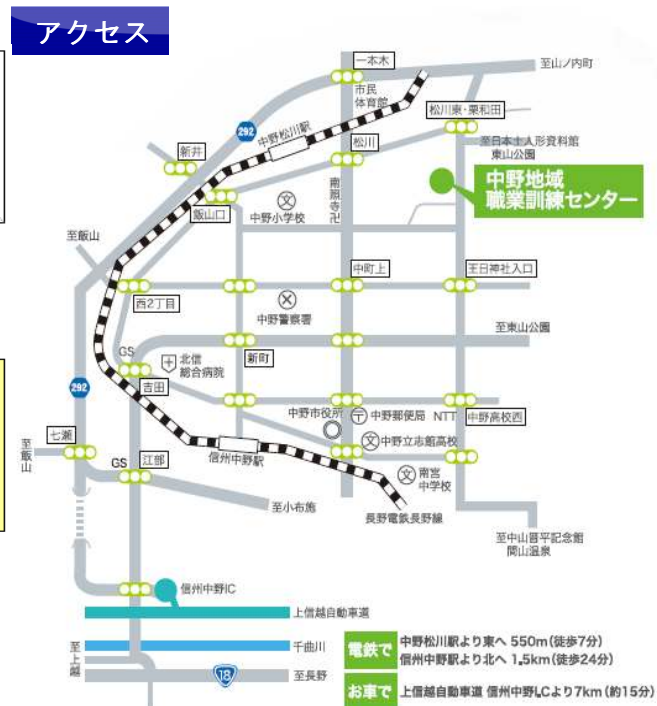 アクセス
一本木
至山ノ内町
市民
体育館
松川東・栗和田
292
中野松川駅
新井
松川
至日本土人形資料館
東山公園
中野地域
職業訓練センター
飯山口
文
中野小学校
南照寺卍
至飯山
中町上
王日神社入口
西2丁目
中野警察署
至東山公園
GS
北信
総合病院
新町
吉田
292
中野市役所
〒中野郵便局
NTT
中野高校西
七瀬
至飯山
文中野立志館高校
GS
江部
信州中野駅
文
南宮
中学校
至小布施
長野電鉄長野線
至中山晋平記念館
間山温泉
信州中野IC
上信越自動車道
至上越
千曲川
18
至長野
電鉄で
中野松川駅より東へ 550m(徒歩7分)
信州中野駅より北へ 1.5km(徒歩24分)
お車で
上信越自動車道 信州中野I.Cより7km(約15分)